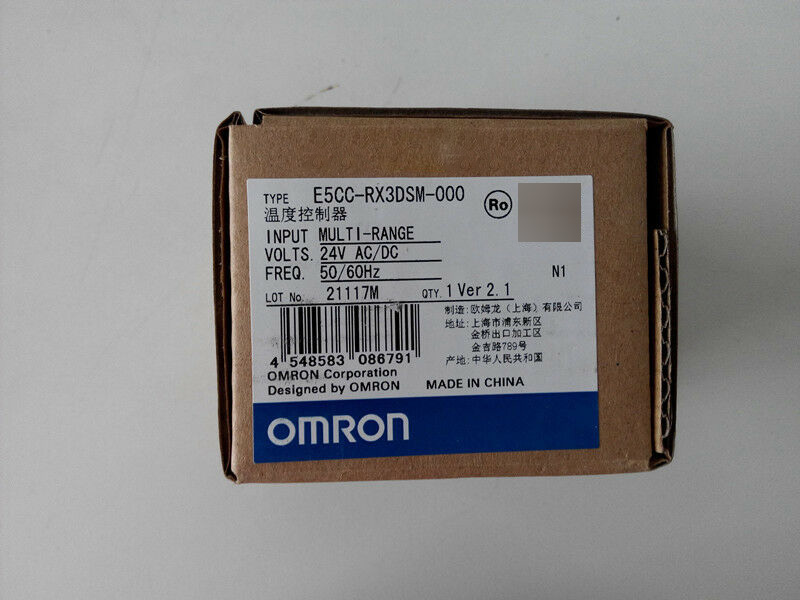 TYPE E5CC-RX3DSM-000
温度控制器
Ro
INPUT MULTI-RANGE
VOLTS. 24V AC/DC
FREQ. 50/60Hz
N1
LOT No. 21117M QTY. 1 Ver 2.1
制造:欧姆龙(上海)有限公司
地址:上海市浦东新区
金桥出口加工区
金吉路789号
产地:中华人民共和国
4 548583 086791
OMRON Corporation
Designed by OMRON MADE IN CHINA
OMRON